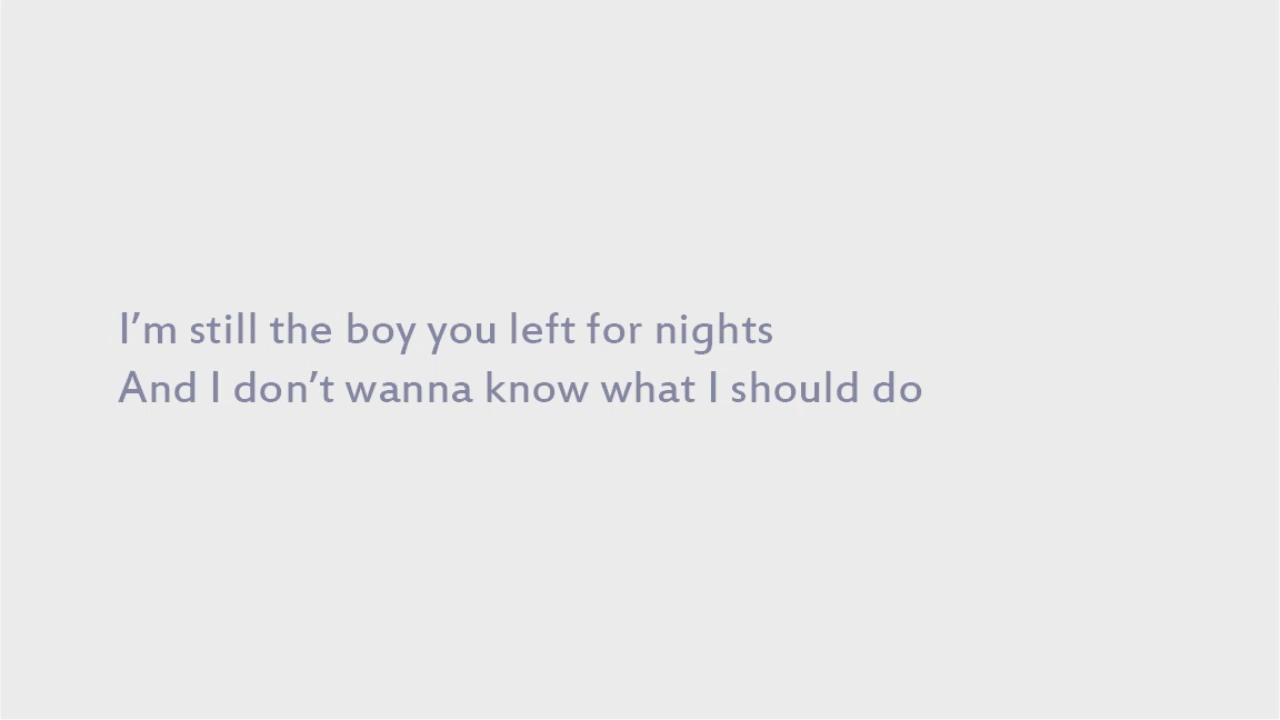 I’m still the boy you left for nights
And I don’t wanna know what I should do